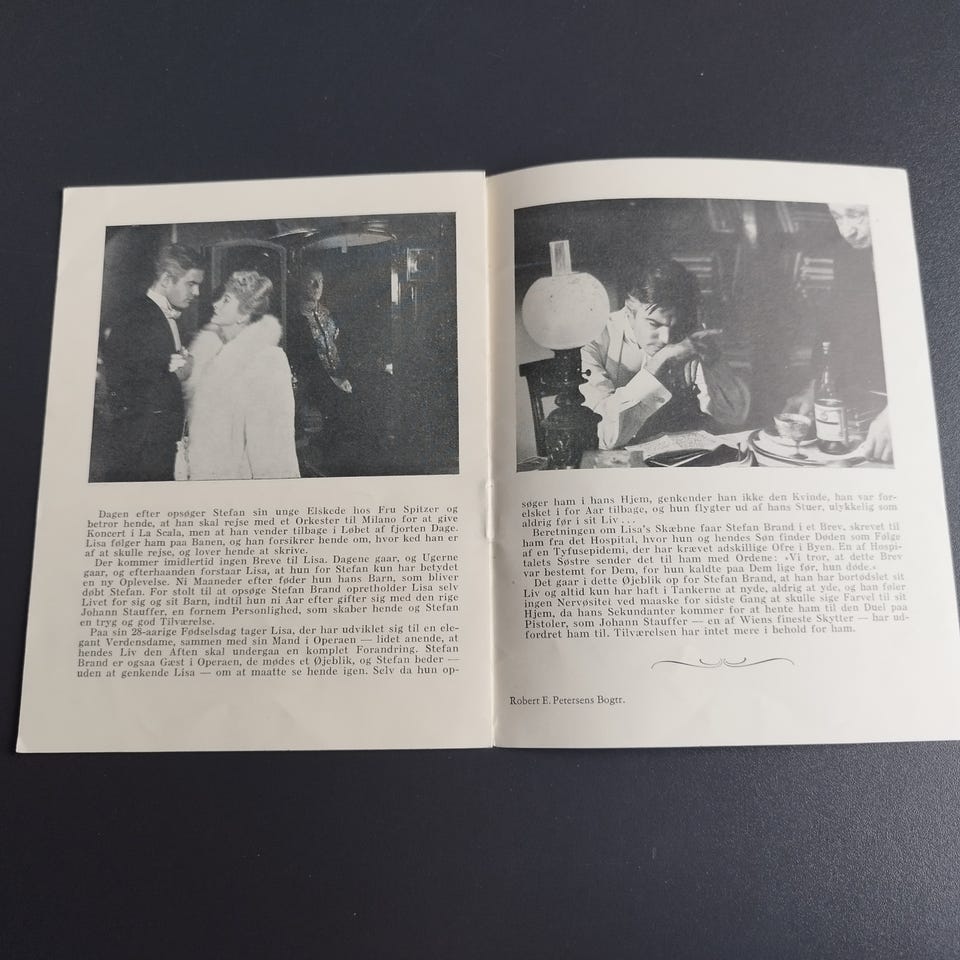 Dagen efter opsøger Stefan sin unge Elskede hos Fru Spitzer og
betror hende, at han skal rejse med et Orkester til Milano for at give
Koncert i La Scala, men at han vender tilbage i Løbet af fjorten Dage.
Lisa følger ham paa Banen, og han forsikrer hende om, hvor ked han er
af at skulle rejse, og lover hende at skrive.
Der kommer imidlertid ingen Breve til Lisa. Dagene gaar, og Ugerne
gaar, og efterhaanden forstaar Lisa, at hun for Stefan kun har betydet
en ny Oplevelse. Ni Maaneder efter føder hun hans Barn, som bliver
døbt Stefan. For stolt til at opsøge Stefan Brand opretholder Lisa selv
Livet for sig og sit Barn, indtil hun ni Aar efter gifter sig med den rige
Johann Stauffer, en fornem Personlighed, som skaber hende og Stefan
en tryg og god Tilværelse.
Paa sin 28-aarige Fødselsdag tager Lisa, der har udviklet sig til en ele-
gant Verdensdame, sammen med sin Mand i Operaen — lidet anende, at
hendes Liv den Aften skal undergaa en komplet Forandring. Stefan
Brand er ogsaa Gæst i Operaen, de mødes et Øjeblik, og Stefan beder —
uden at genkende Lisa — om at maatte se hende igen. Selv da hun op-
søger ham i hans Hjem, genkender han ikke den Kvinde, han var for-
elsket i for Aar tilbage, og hun flygter ud af hans Stuer, ulykkelig som
aldrig før i sit Liv ...
Beretningen om Lisa's Skæbne faar Stefan Brand i et Brev, skrevet til
ham fra det Hospital, hvor hun og hendes Søn finder Døden som Følge
af en Tyfusepidemi, der har krævet adskillige Ofre i Byen. En af Hospi-
talets Søstre sender det til ham med Ordene: »Vi tror, at dette Brev
var bestemt for Dem, for hun kaldte paa Dem lige før, hun døde.«
Det gaar i dette Øjeblik op for Stefan Brand, at han har bortødslet sit
Liv og altid kun har haft i Tankerne at nyde, aldrig at yde, og han føler
ingen Nervøsitet ved maaske for sidste Gang at skulle sige Farvel til sit
Hjem, da hans Sekundanter kommer for at hente ham til den Duel paa
Pistoler, som Johann Stauffer — en af Wiens fineste Skytter — har ud-
fordret ham til. Tilværelsen har intet mere i behold for ham.
Robert E. Petersens Bogtr.